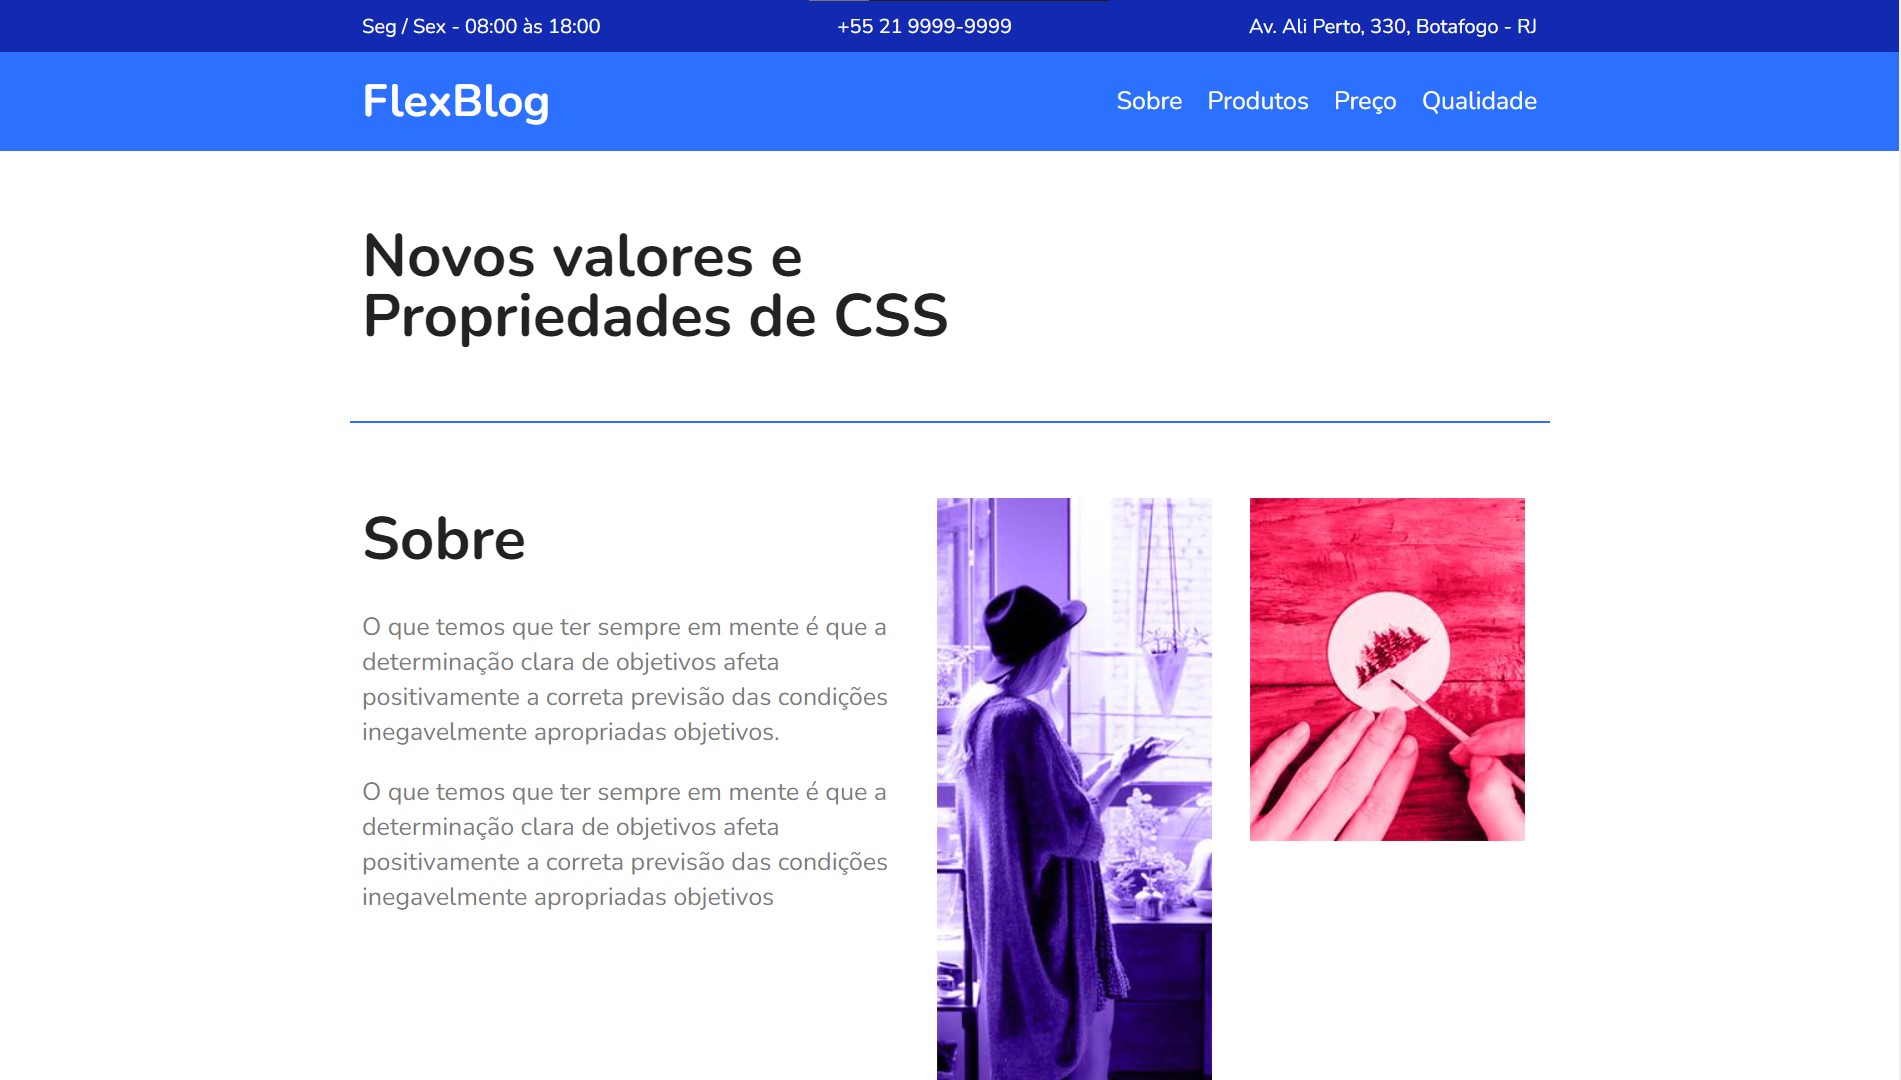 Seg / Sex - 08:00 às 18:00
+55 21 9999-9999
Av. Ali Perto, 330, Botafogo - RJ
FlexBlog
Sobre Produtos Preço Qualidade
Novos valores e
Propriedades de CSS
Sobre
O que temos que ter sempre em mente é que a
determinação clara de objetivos afeta
positivamente a correta previsão das condições
inegavelmente apropriadas objetivos.
O que temos que ter sempre em mente é que a
determinação clara de objetivos afeta
positivamente a correta previsão das condições
inegavelmente apropriadas objetivos